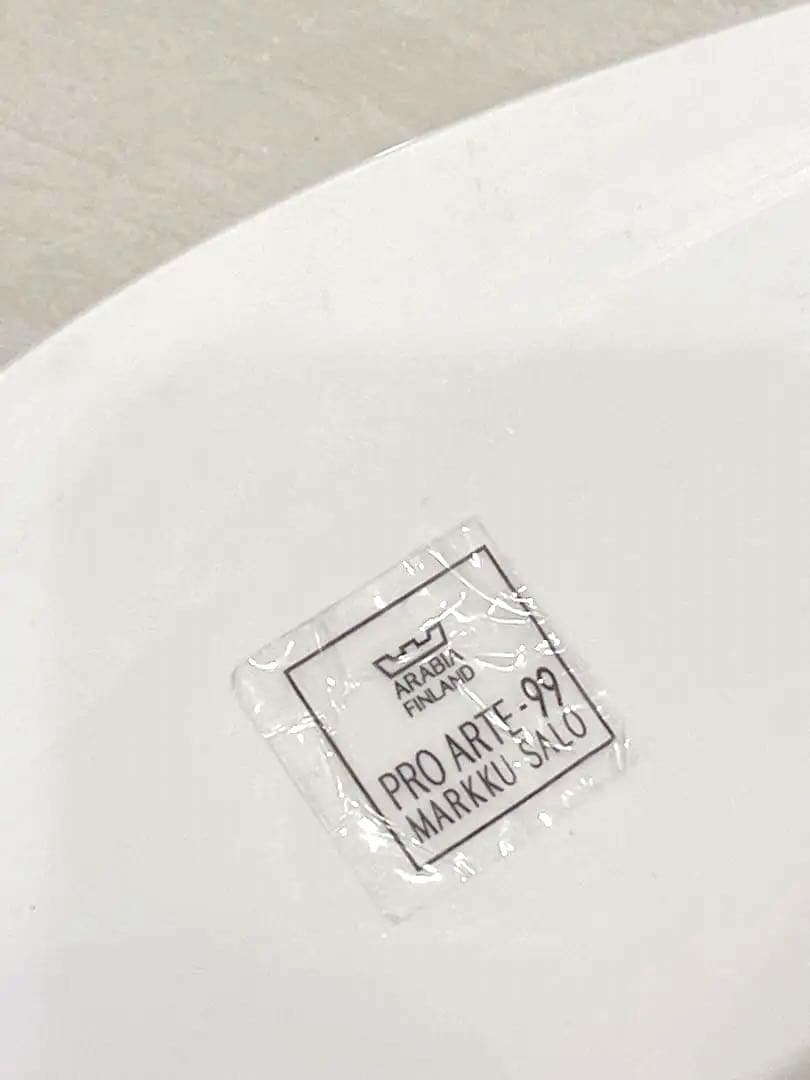 ARABIA
FINLAND
PRO ARTE-99
MARKKU SALO